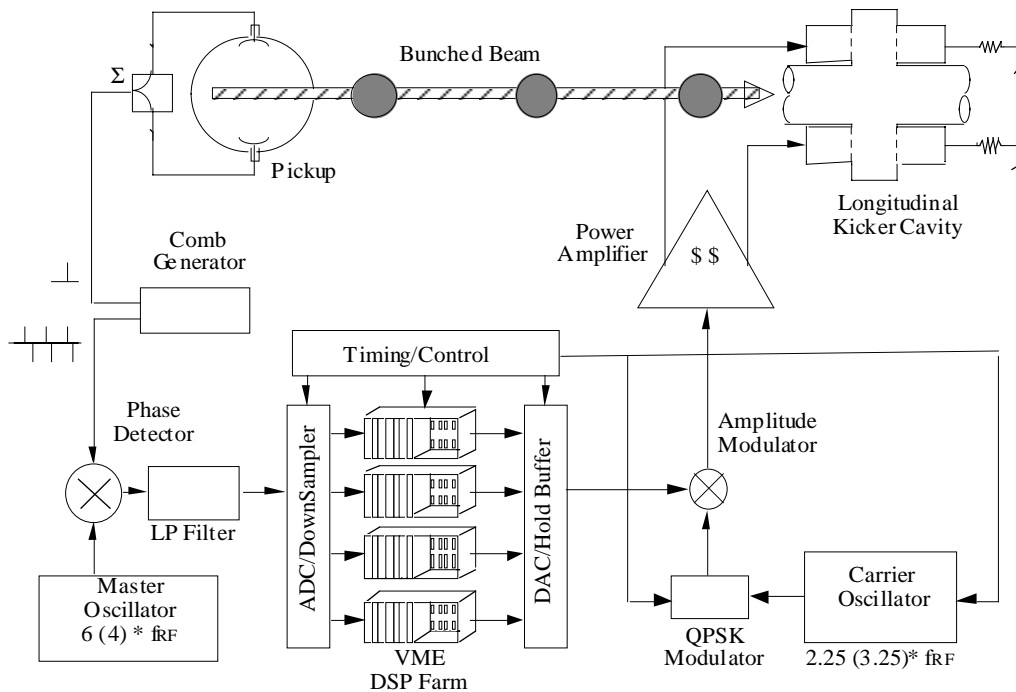 Bunched Beam
Σ
Pickup
Longitudinal
Kicker Cavity
Power
Amplifier
$ $
Comb
Generator
Timing/Control
Phase
Detector
ADC/DownSampler
DAC/Hold Buffer
Amplitude
Modulator
LP Filter
Master
Oscillator
6 (4) * fRF
VME
DSP Farm
QPSK
Modulator
Carrier
Oscillator
2.25 (3.25)* fRF